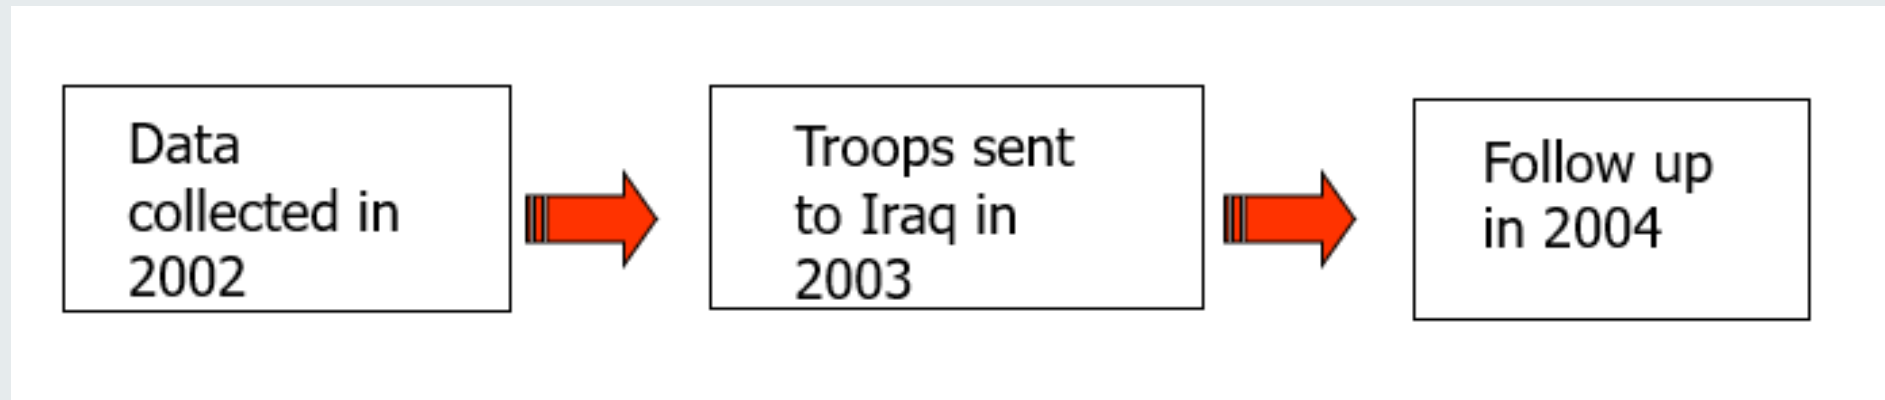 Data
collected in
2002
Troops sent
to Iraq in
2003
Follow up
in 2004